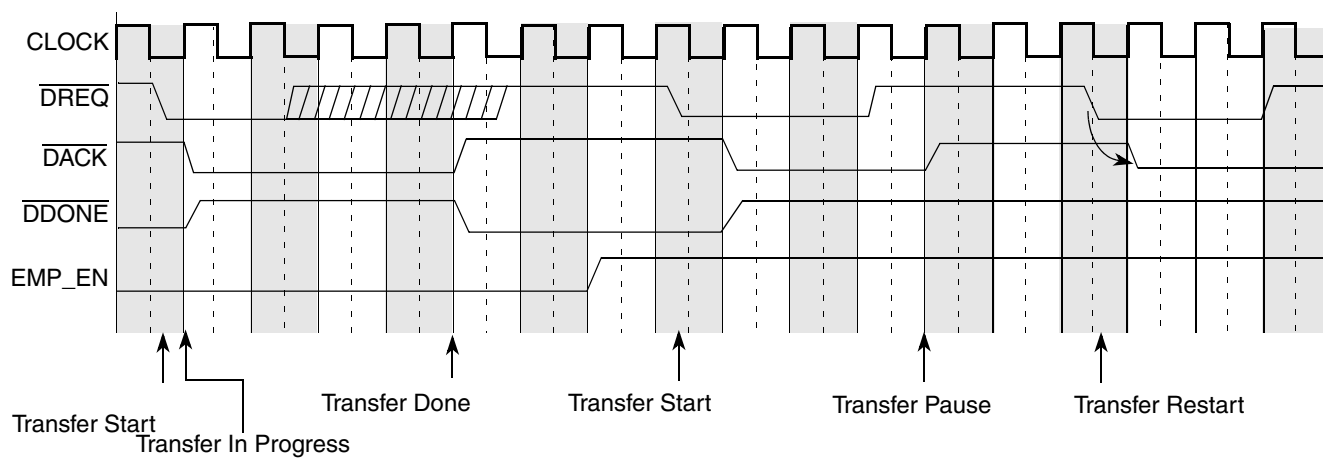 CLOCK
DREQ
DACK
DDONE
EMP_EN
Transfer Start
Transfer In Progress
Transfer Done
Transfer Start
Transfer Pause
Transfer Restart